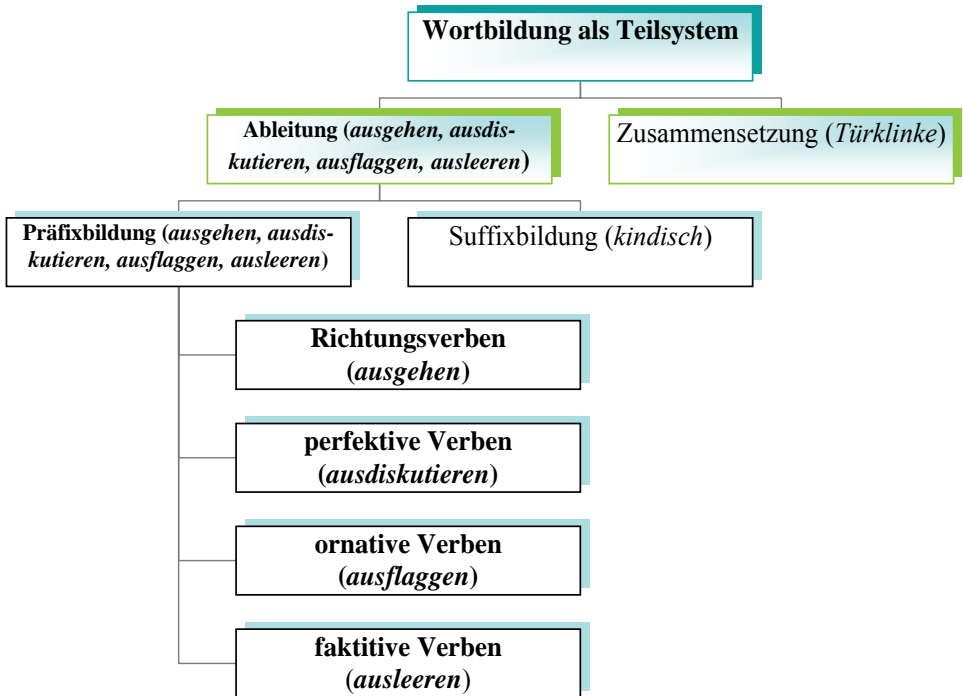 Wortbildung als Teilsystem
Ableitung (ausgehen, ausdis-
kutieren, ausflaggen, ausleeren)
Zusammensetzung (Türklinke)
Präfixbildung (ausgehen, ausdis-
kutieren, ausflaggen, ausleeren)
Suffixbildung (kindisch)
Richtungsverben
(ausgehen)
perfektive Verben
(ausdiskutieren)
ornative Verben
(ausflaggen)
faktitive Verben
(ausleeren)